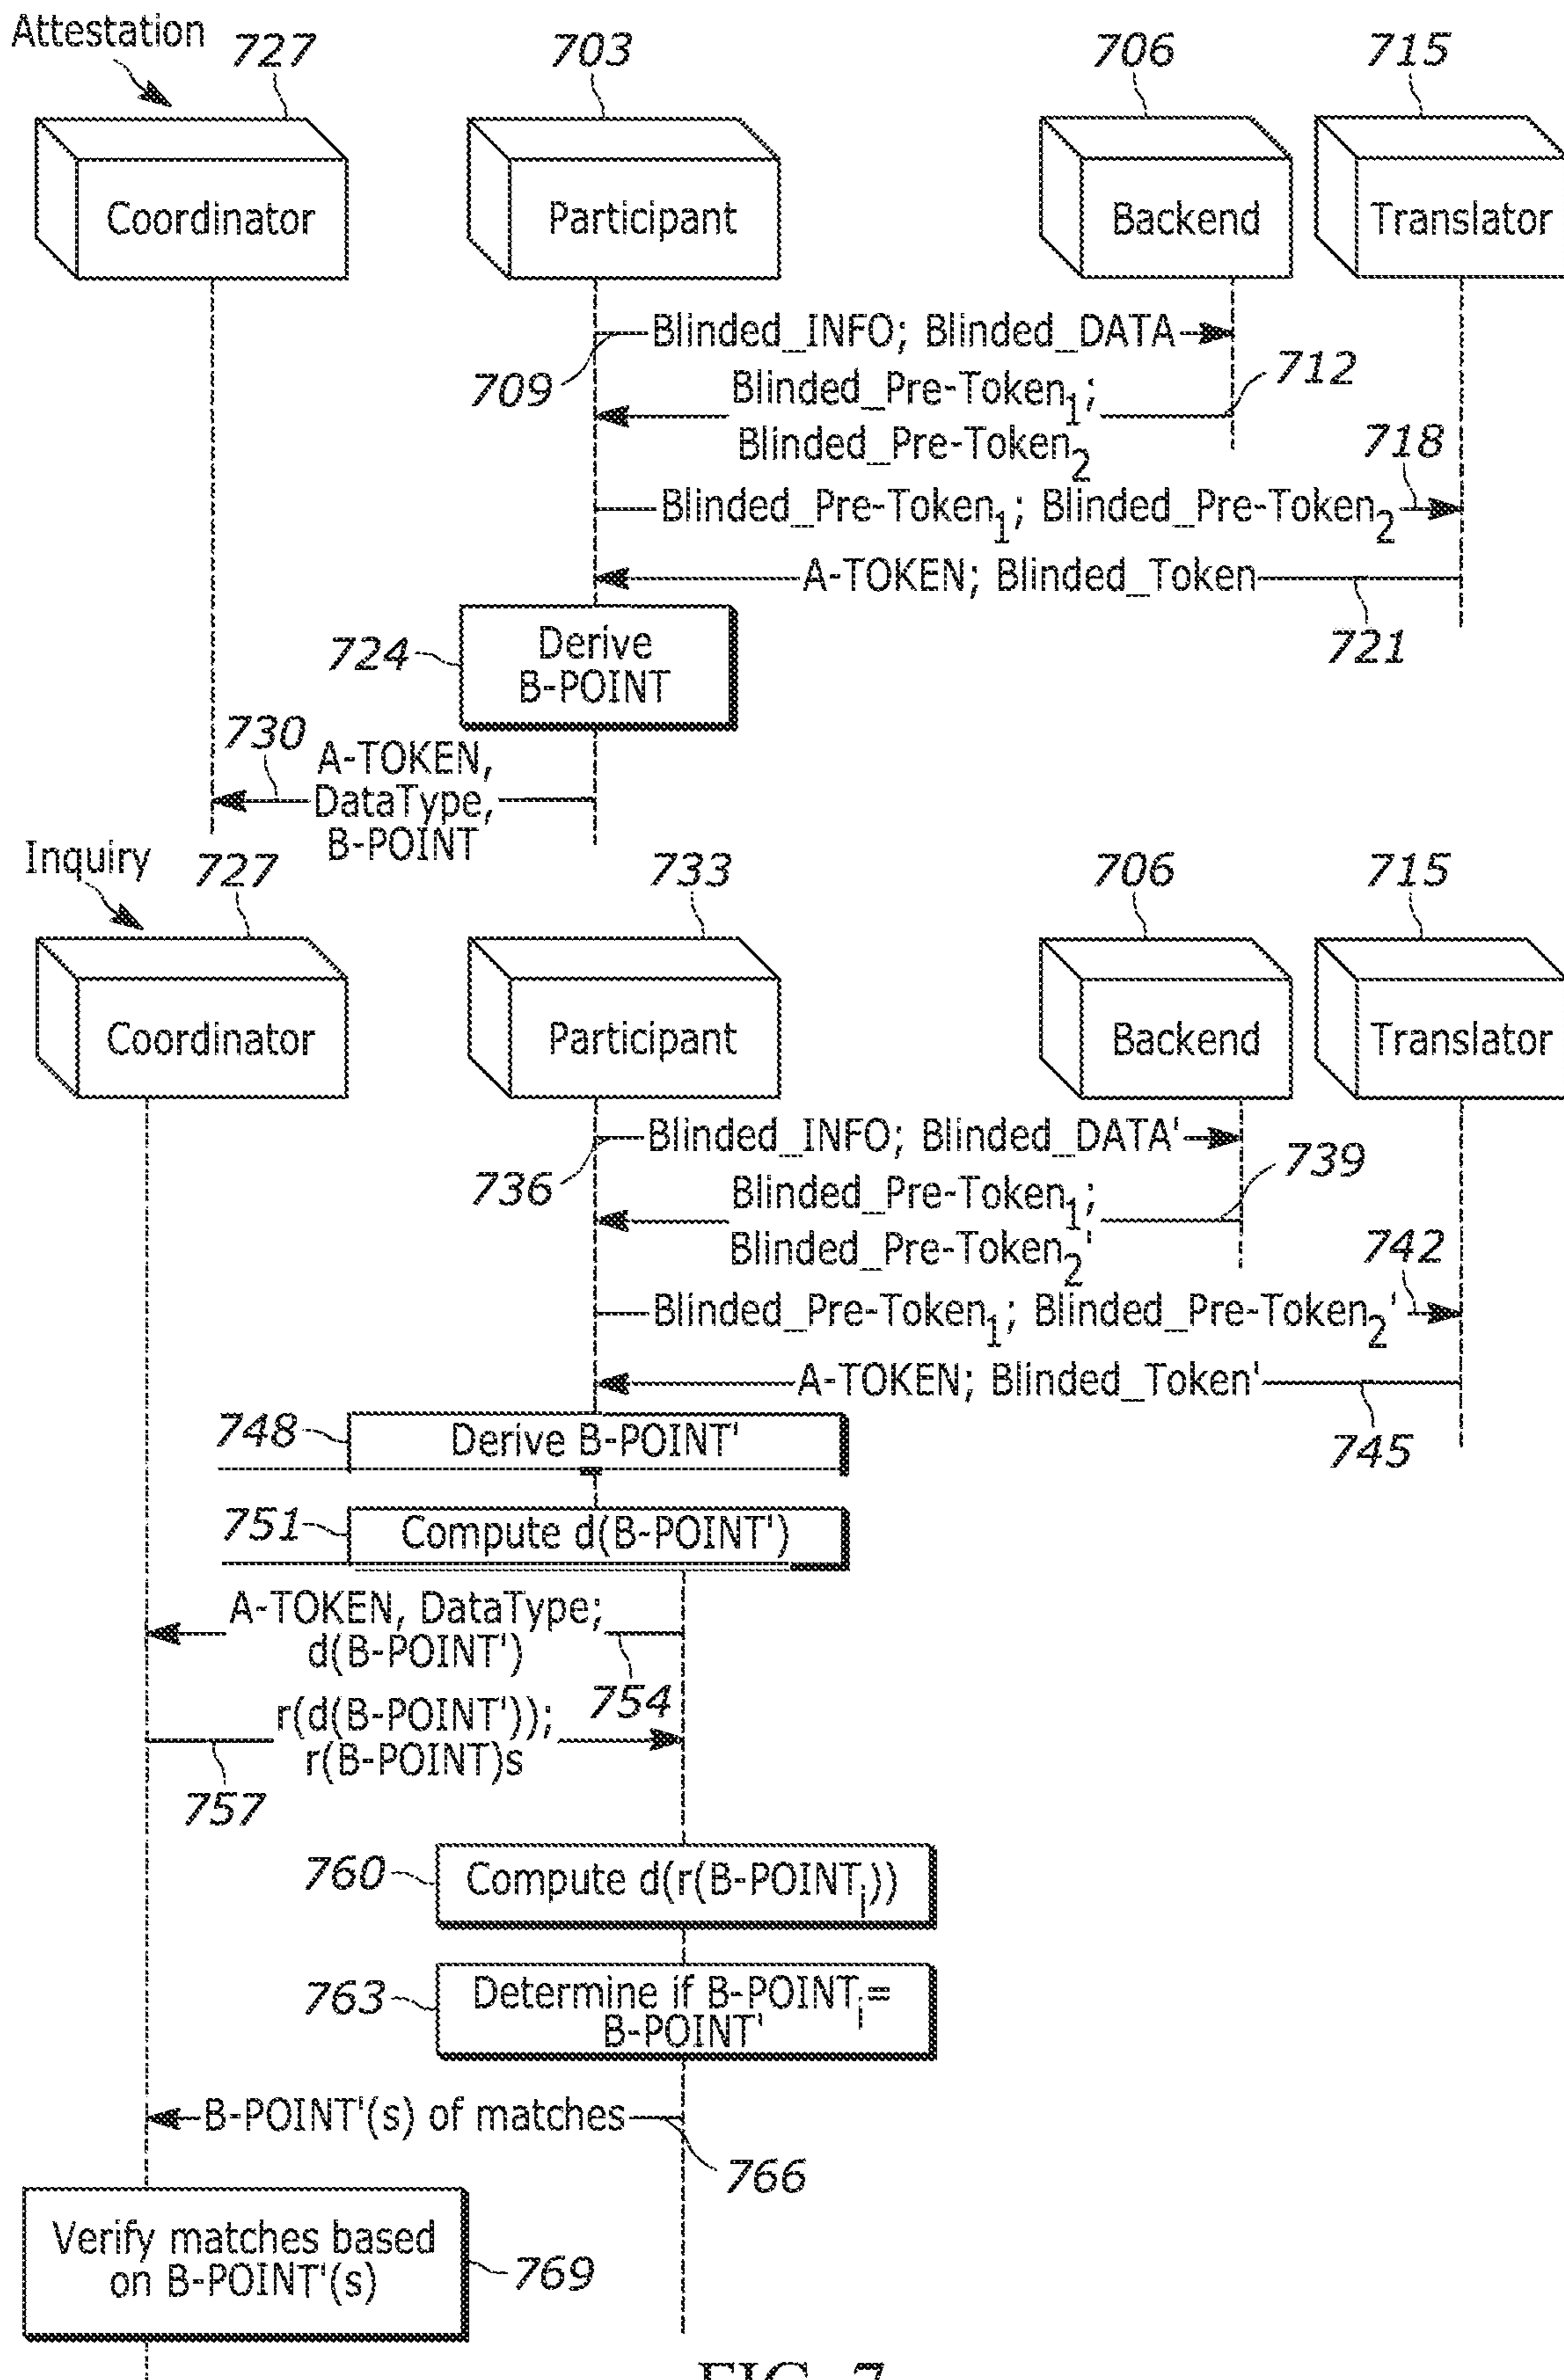 Attestation
727
703
706
715
Coordinator
Participant
Backend
Translator
Blinded_INFO; Blinded_DATA
709
712
Blinded_Pre-Token1;
Blinded_Pre-Token2
718
Blinded_Pre-Token1; Blinded_Pre-Token2
A-TOKEN; Blinded_Token
721
724
Derive
B-POINT
730
A-TOKEN,
DataType,
B-POINT
Inquiry
727
733
706
715
Coordinator
Participant
Backend
Translator
Blinded_INFO; Blinded_DATA'
736
739
Blinded_Pre-Token1;
Blinded_Pre-Token2'
742
Blinded_Pre-Token1; Blinded_Pre-Token2'
A-TOKEN; Blinded_Token'
745
748
Derive B-POINT'
751
Compute d(B-POINT')
A-TOKEN, DataType;
d(B-POINT')
754
r(d(B-POINT'));
r(B-POINT)s
757
760
Compute d(r(B-POINTi))
763
Determine if B-POINTi=
B-POINT'
B-POINT'(s) of matches
766
Verify matches based
on B-POINT'(s)
769
FIG. 7